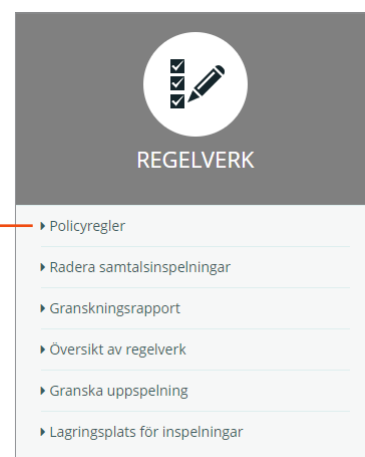 REGELVERK
Policyregler
Radera samtalsinspelningar
Granskningsrapport
Översikt av regelverk
Granska uppspelning
Lagringsplats för inspelningar